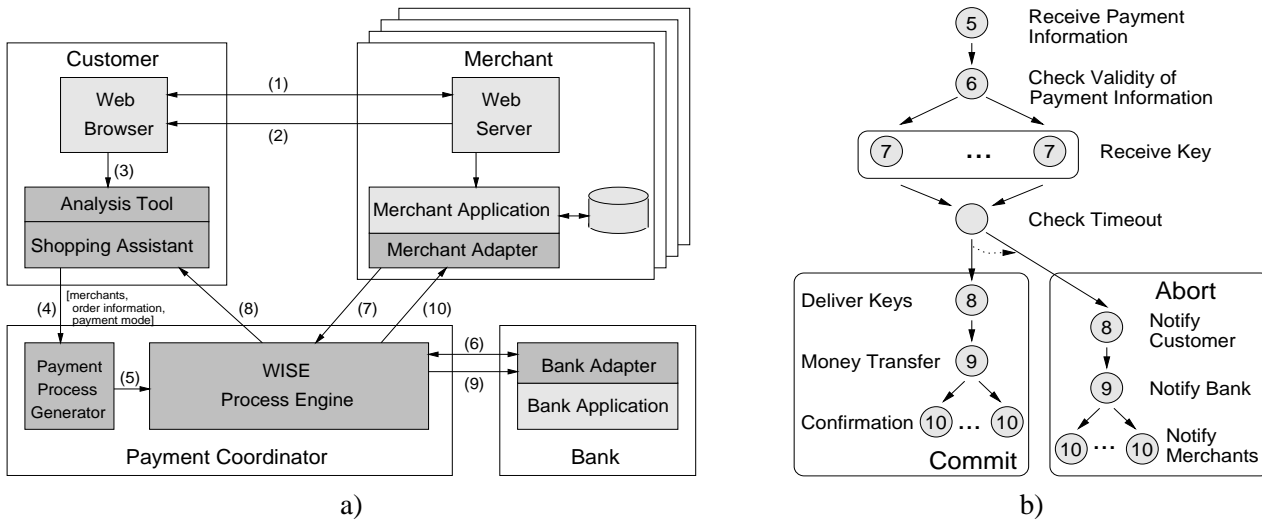 Customer
Web
Browser
(1)
(2)
Merchant
Web
Server
(3)
Analysis Tool
Shopping Assistant
Merchant Application
Merchant Adapter
(4)
[merchants,
order information,
payment mode]
(8)
(7)
(10)
Payment
Process
Generator
(5)
WISE
Process Engine
(6)
(9)
Bank Adapter
Bank Application
Payment Coordinator
Bank
a)
5
Receive Payment
Information
6
Check Validity of
Payment Information
7
...
7
Receive Key
Check Timeout
Deliver Keys
8
Money Transfer
9
Confirmation
10
...
10
Commit
Abort
8
Notify
Customer
9
Notify Bank
10
...
10
Notify
Merchants
b)